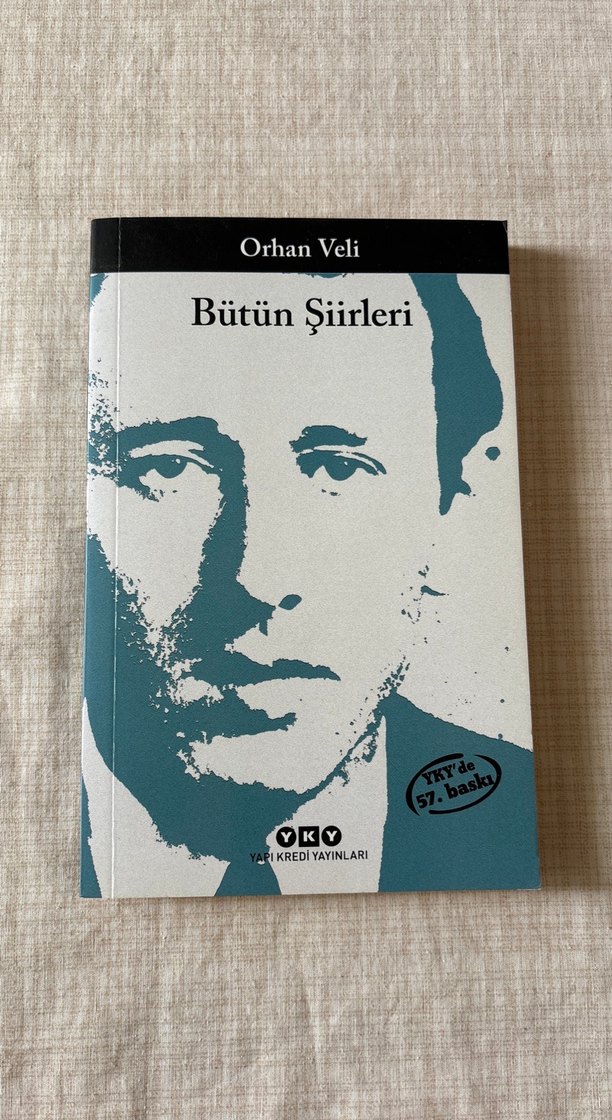 Orhan Veli
Bütün Şiirleri
YKY'de
57. baskı
YKY
YAPI KREDİ YAYINLARI